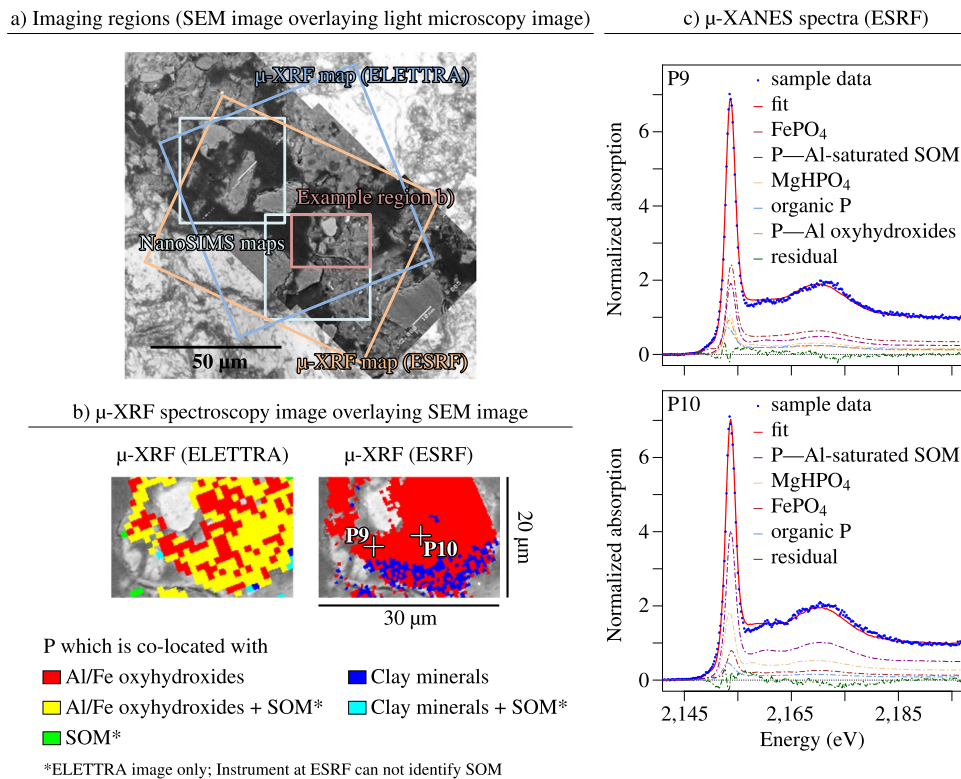 a) Imaging regions (SEM image overlaying light microscopy image)
μ-XRF map (ELETTRA)
Example region b)
NanoSIMS maps
50 μm
μ-XRF map (ESRF)
b) μ-XRF spectroscopy image overlaying SEM image
μ-XRF (ELETTRA)
μ-XRF (ESRF)
P9
P10
20 μm
30 μm
P which is co-located with
Al/Fe oxyhydroxides
Clay minerals
Al/Fe oxyhydroxides + SOM*
Clay minerals + SOM*
SOM*
*ELETTRA image only; Instrument at ESRF can not identify SOM
c) μ-XANES spectra (ESRF)
P9
sample data
fit
FePO₄
P—Al-saturated SOM
MgHPO₄
organic P
P—Al oxyhydroxides
residual
Normalized absorption
6
4
2
0
P10
sample data
fit
P—Al-saturated SOM
MgHPO₄
FePO₄
organic P
residual
Normalized absorption
6
4
2
0
2,145
2,165
2,185
Energy (eV)